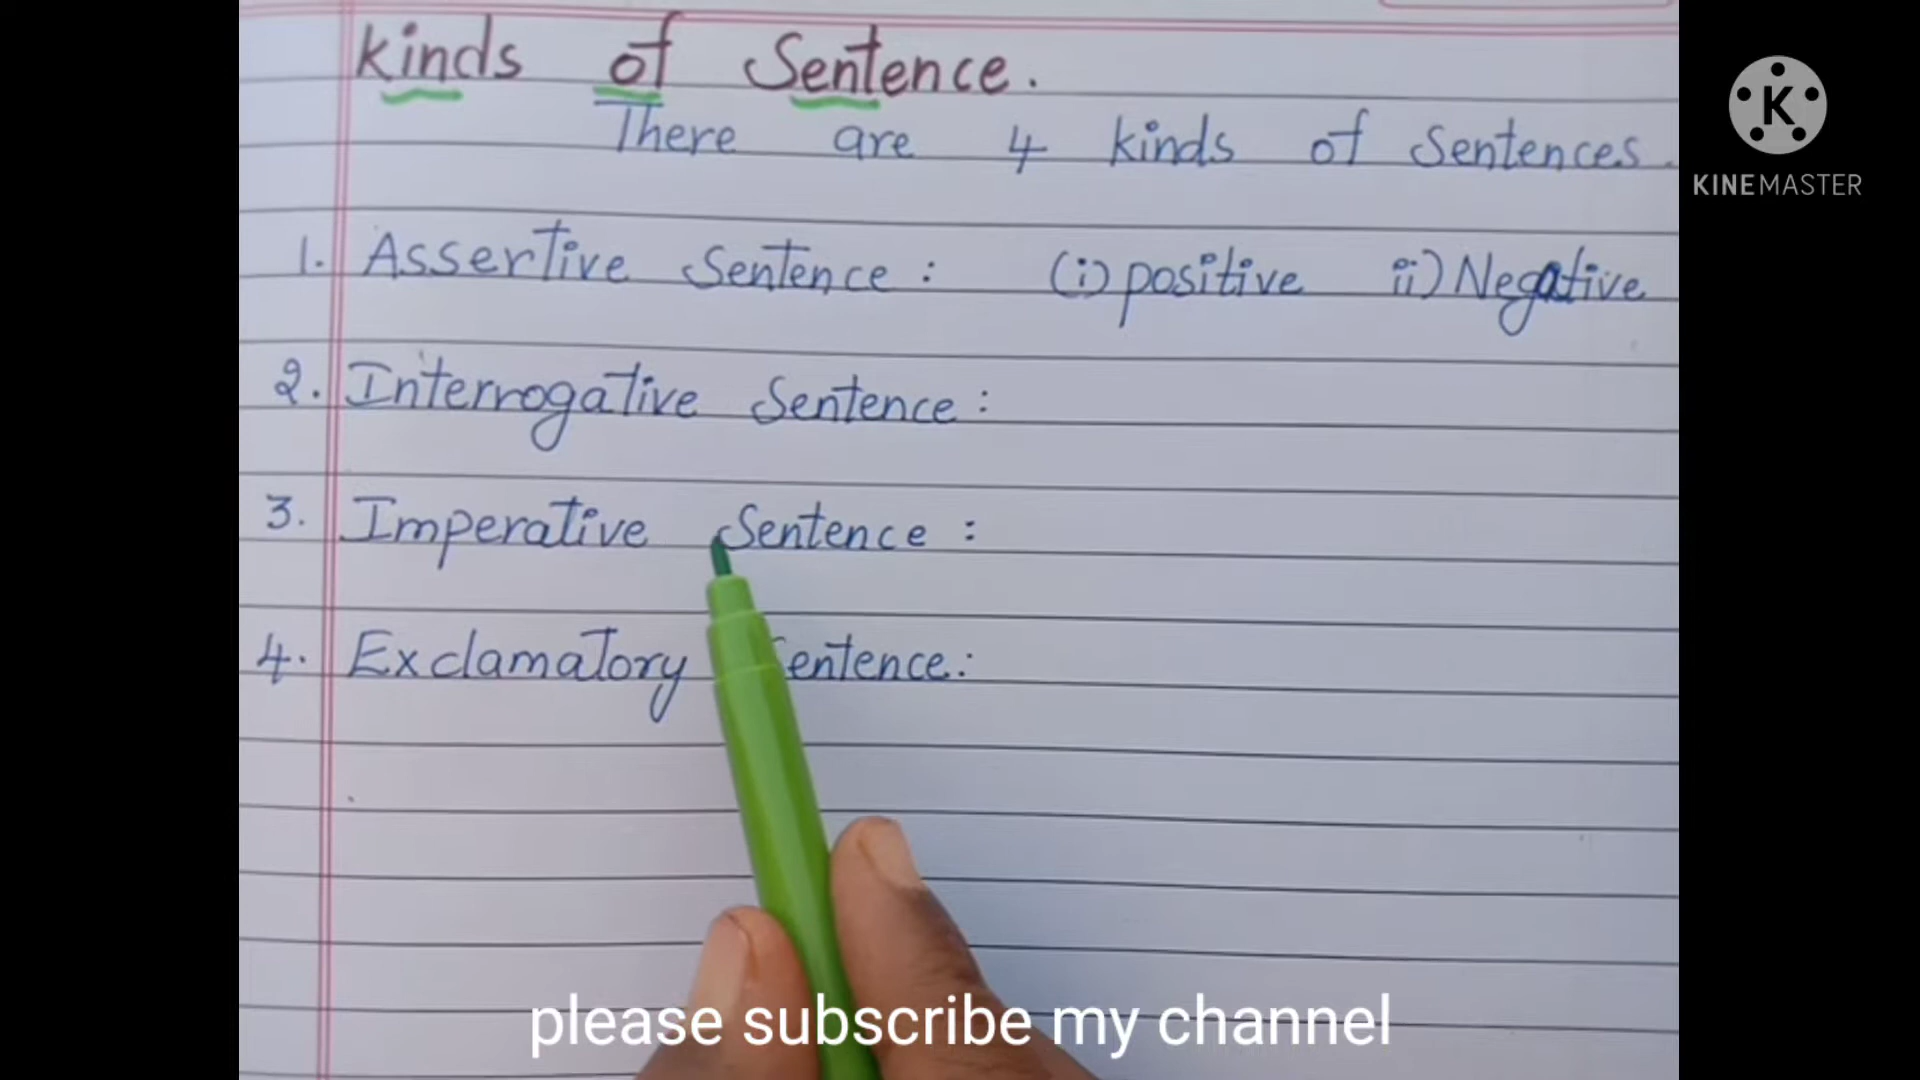 kinds of Sentence.
There are 4 kinds of Sentences.
1. Assertive Sentence : (i) positive ii) Negative
2. Interrogative Sentence :
3. Imperative Sentence :
4. Exclamatory Sentence :
please subscribe my channel
K
KINEMASTER